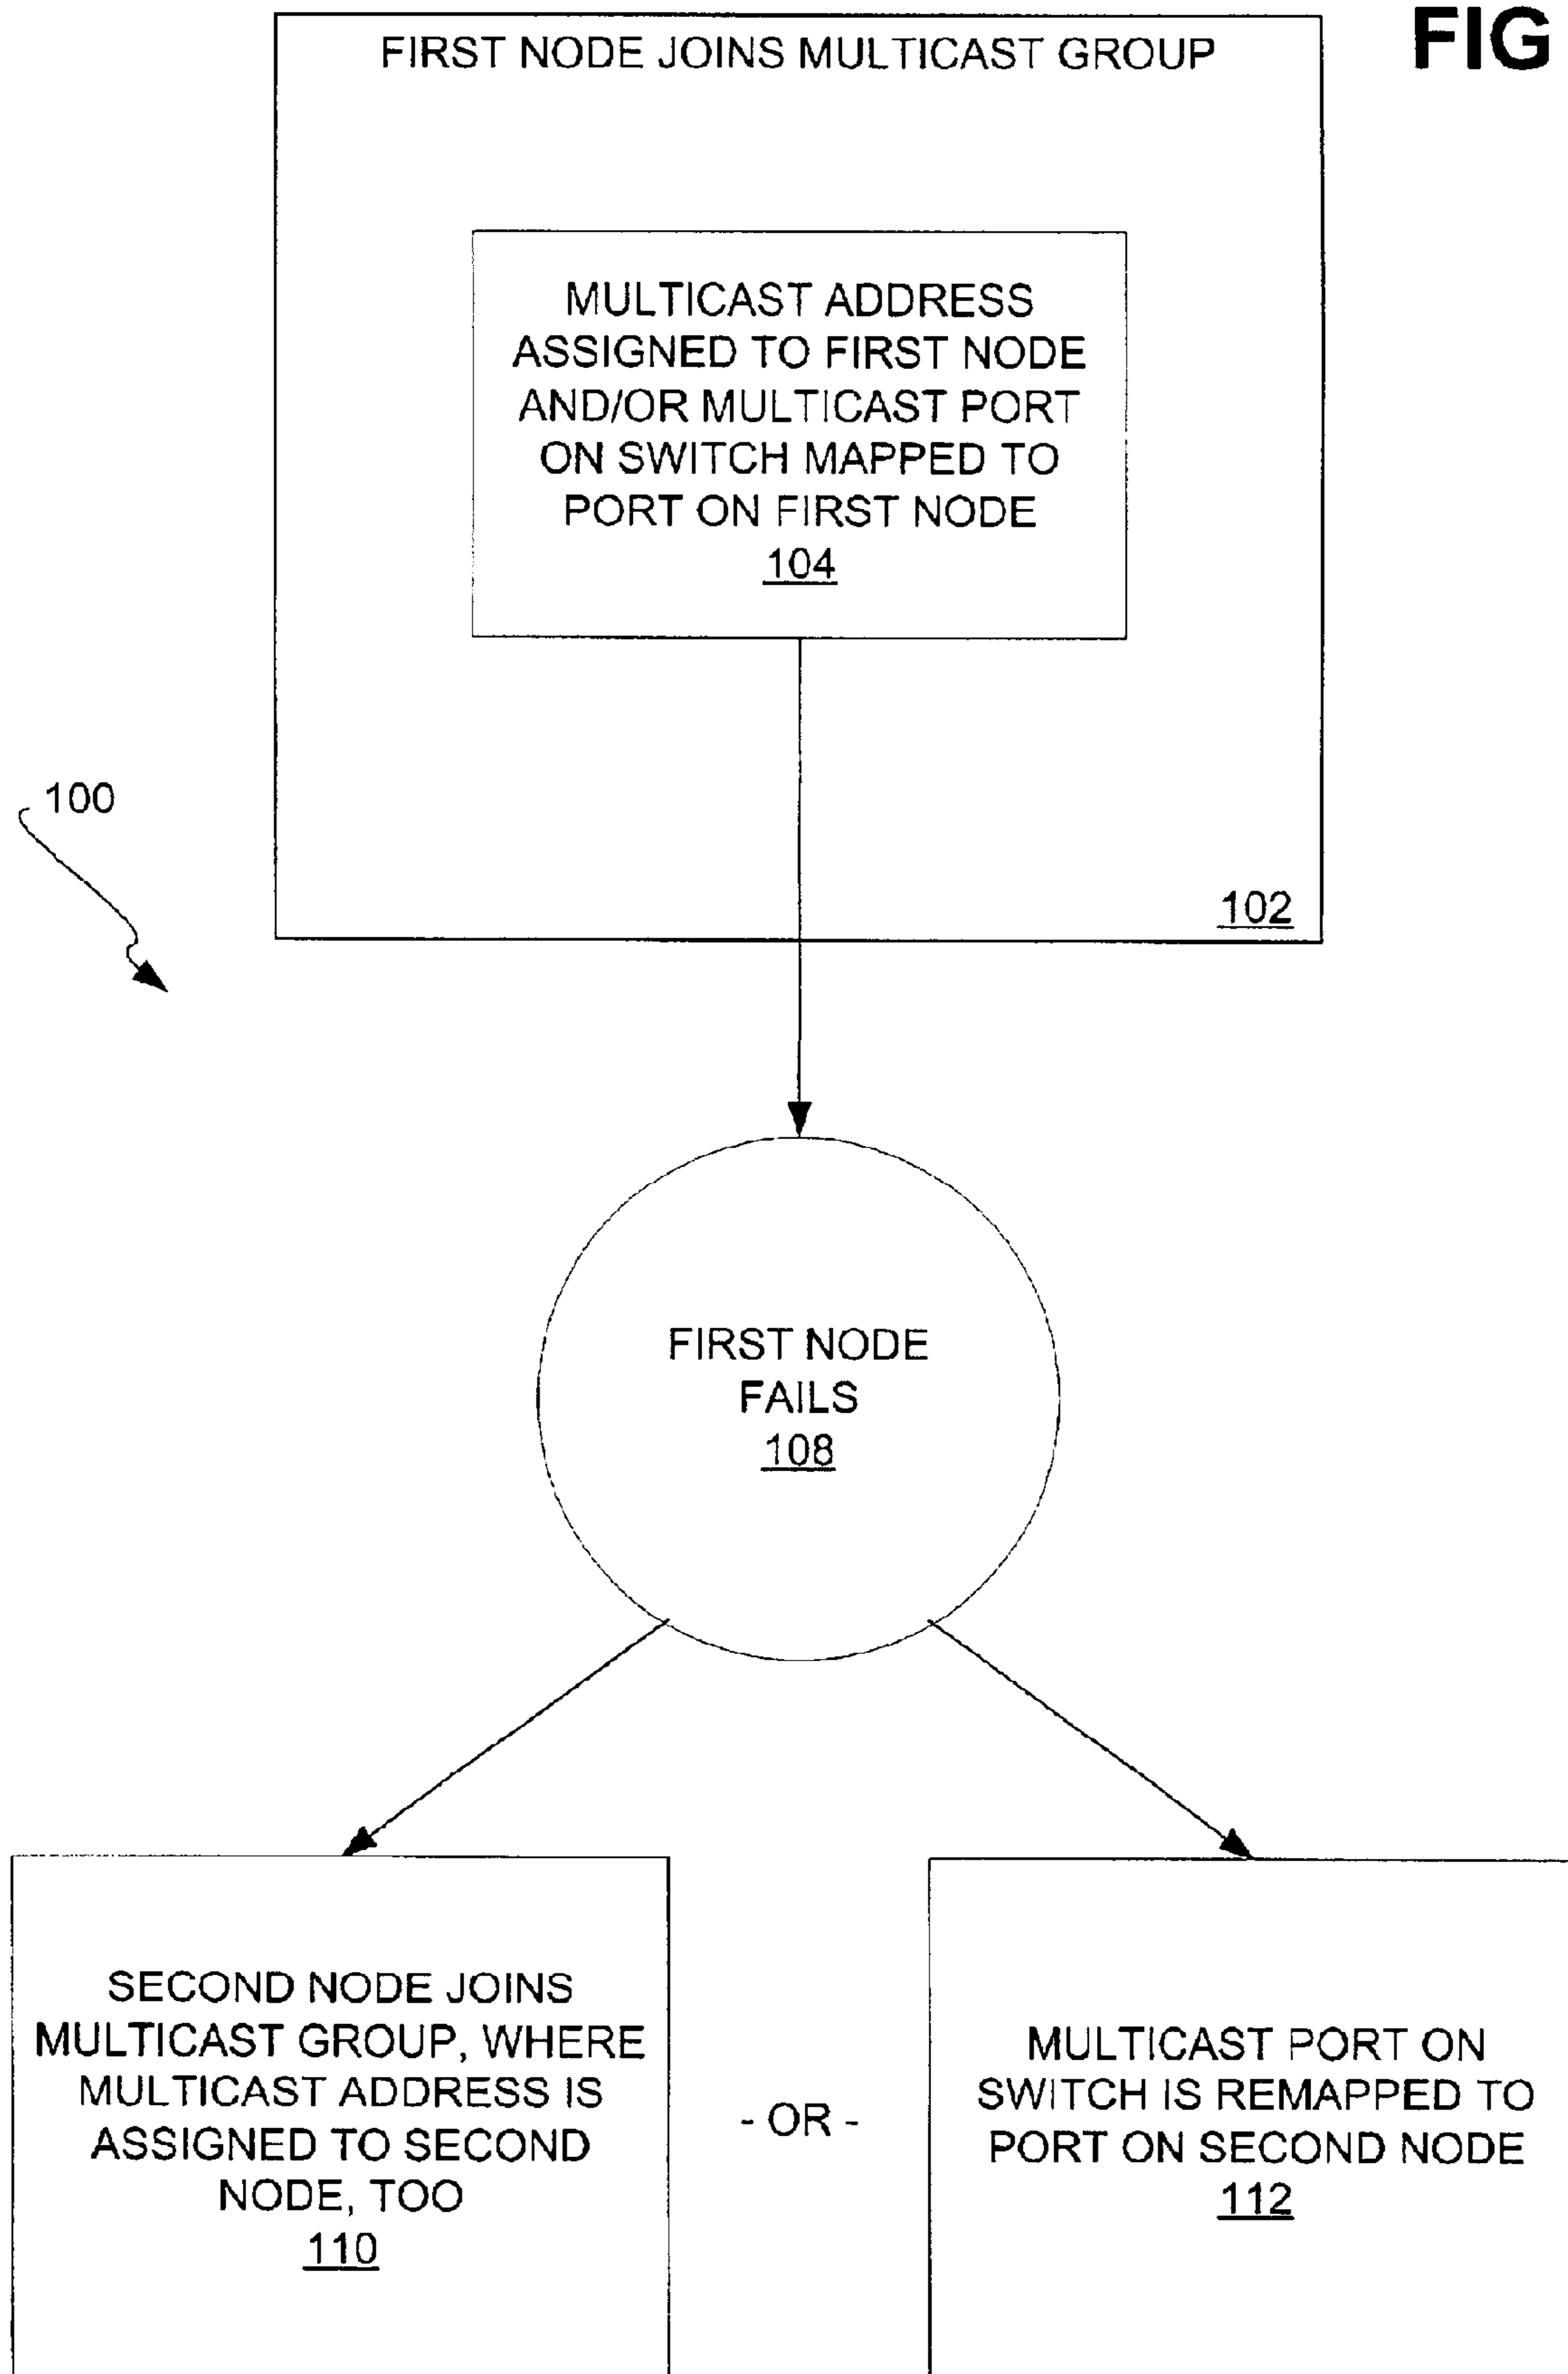 FIG
FIRST NODE JOINS MULTICAST GROUP
MULTICAST ADDRESS
ASSIGNED TO FIRST NODE
AND/OR MULTICAST PORT
ON SWITCH MAPPED TO
PORT ON FIRST NODE
104
100
102
FIRST NODE
FAILS
108
SECOND NODE JOINS
MULTICAST GROUP, WHERE
MULTICAST ADDRESS IS
ASSIGNED TO SECOND
NODE, TOO
110
- OR -
MULTICAST PORT ON
SWITCH IS REMAPPED TO
PORT ON SECOND NODE
112